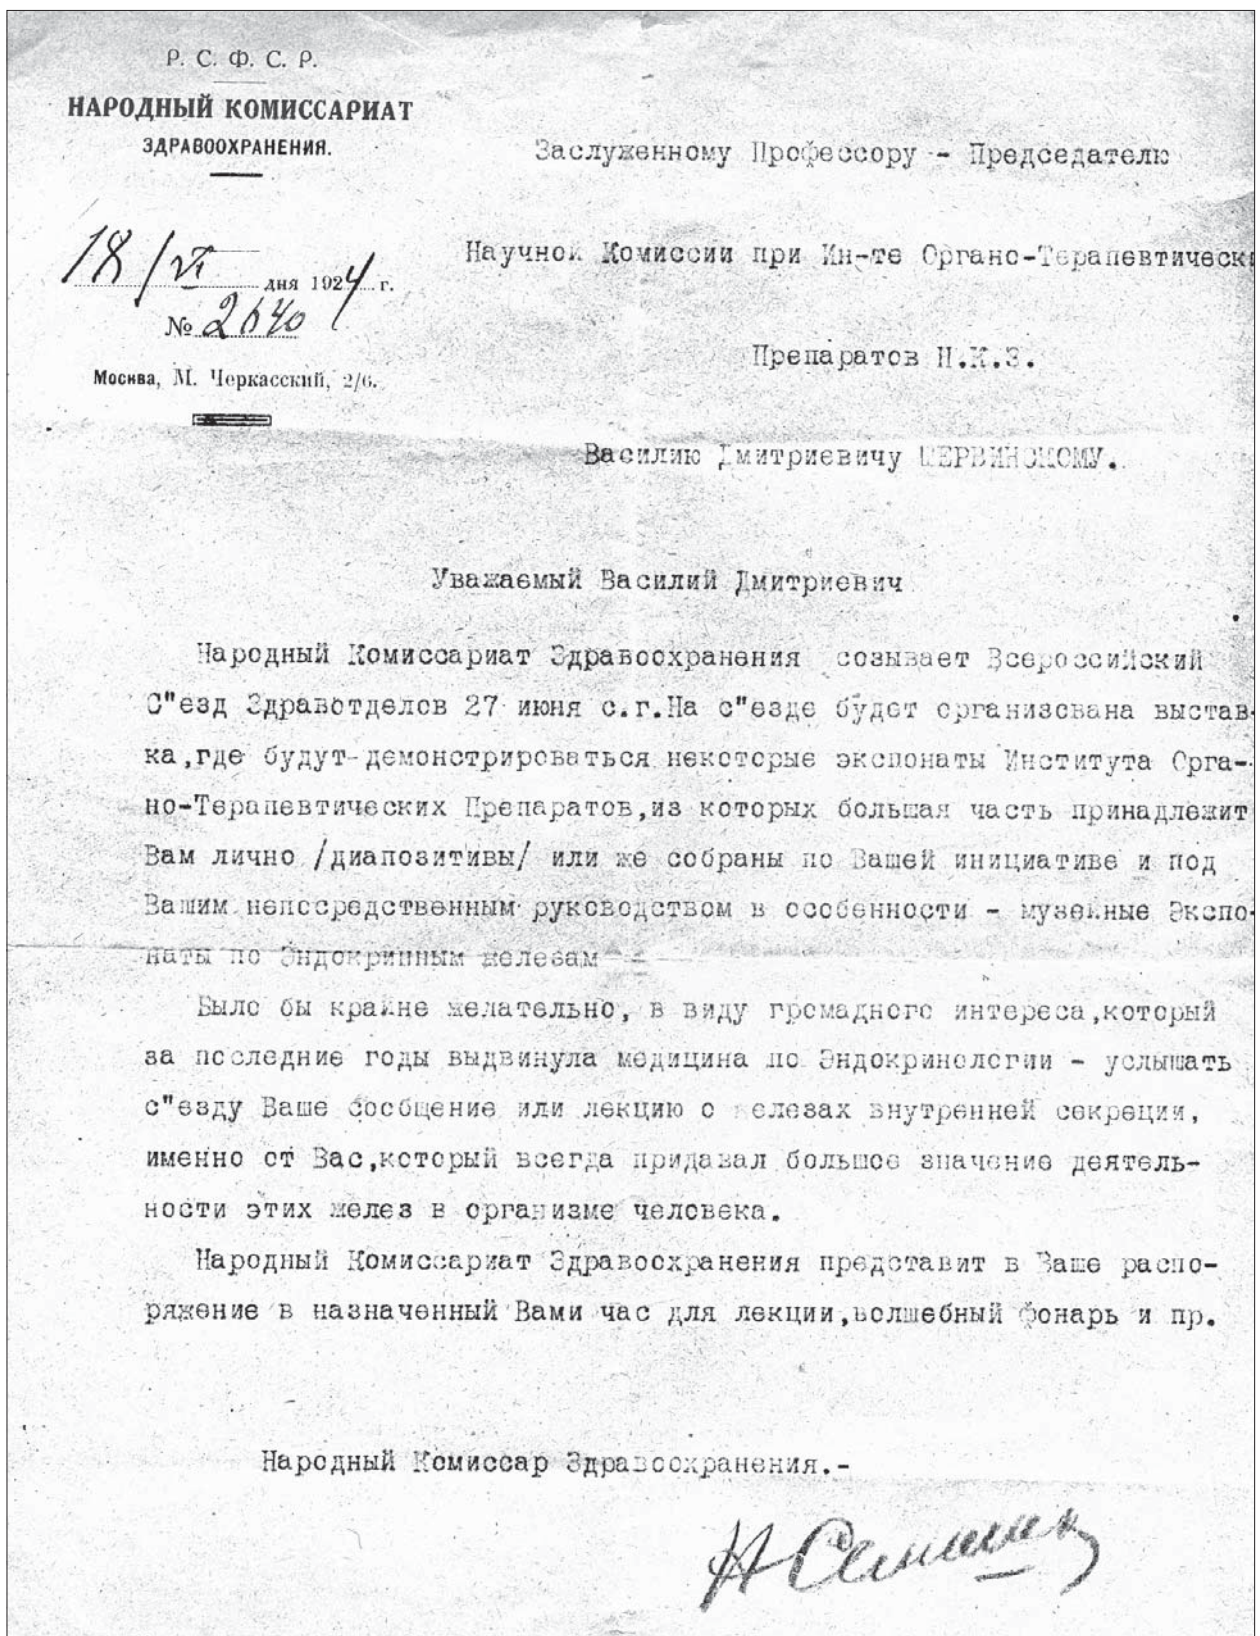 Р. С. Ф. С. Р.
НАРОДНЫЙ КОМИССАРИАТ
ЗДРАВООХРАНЕНИЯ.
18/VI дня 1924 г.
№ 2640
Москва, М. Черкасский, 2/6.
Заслуженному Профессору - Председателю
Научной Комиссии при Ин-те Органо-Терапевтическ
Препаратов Н.К.З.
Василию Дмитриевичу ШЕРВИНСКОМУ.
Уважаемый Василий Дмитриевич
Народный Комиссариат Здравоохранения созывает Всероссийский
С"езд Здравотделов 27 июня с.г.На с"езде будет организована выстав-
ка,где будут демонстрироваться некоторые экспонаты Института Орга-
но-Терапевтических Препаратов,из которых большая часть принадлежит
Вам лично /диапозитивы/ или же собраны по Вашей инициативе и под
Вашим непосредственным руководством в особенности - музейные Экспо-
наты по Эндокринным железам
Было бы крайне желательно, в виду громадного интереса,который
за последние годы выдвинула медицина по Эндокринологии - услышать
с"езду Ваше сообщение или лекцию о железах внутренней секреции,
именно от Вас,который всегда придавал большое значение деятель-
ности этих желез в организме человека.
Народный Комиссариат Здравоохранения представит в Ваше распо-
ряжение в назначенный Вами час для лекции,волшебный фонарь и пр.
Народный Комиссар Здравоохранения.-
Н Семашко